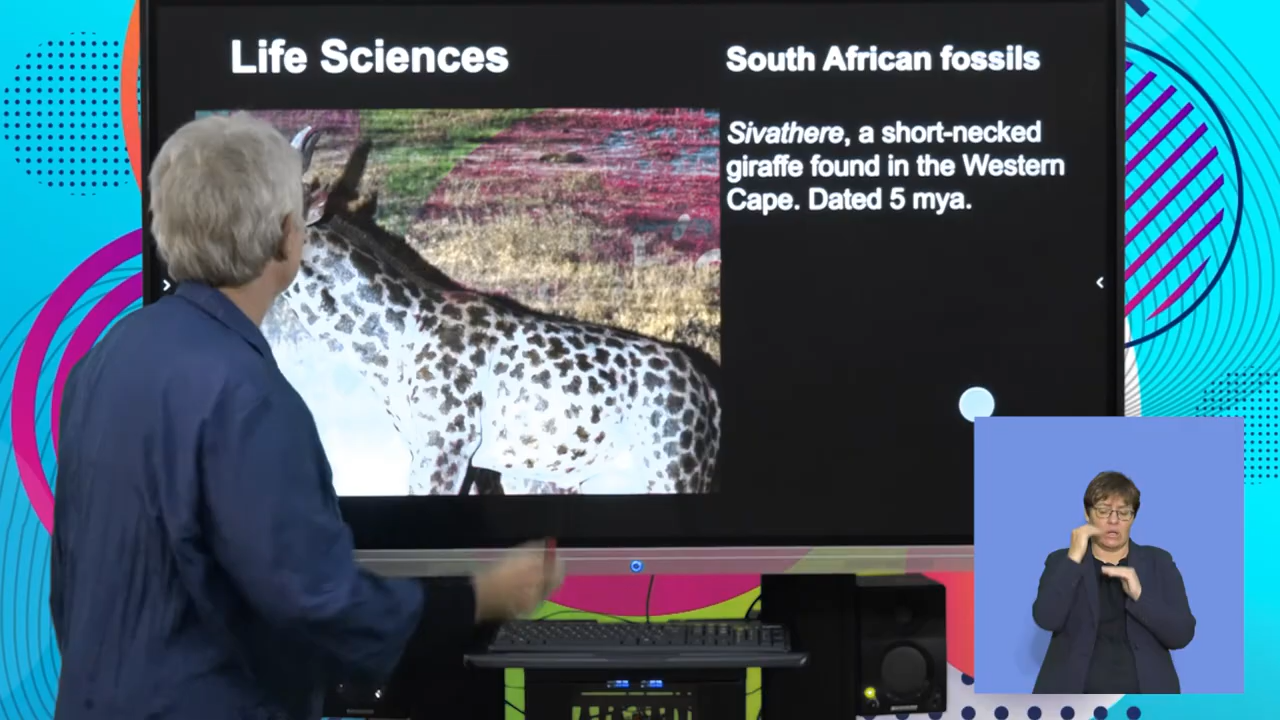 Life Sciences
South African fossils
Sivathere, a short-necked
giraffe found in the Western
Cape. Dated 5 mya.